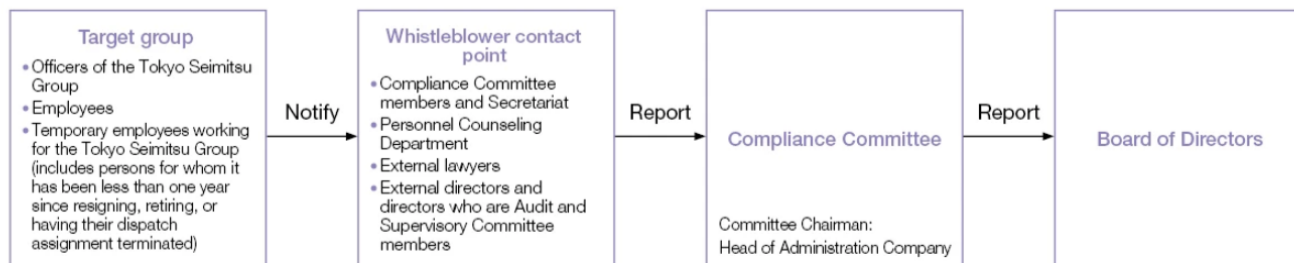 Target group
• Officers of the Tokyo Seimitsu
Group
• Employees
• Temporary employees working
for the Tokyo Seimitsu Group
(includes persons for whom it
has been less than one year
since resigning, retiring, or
having their dispatch
assignment terminated)
Notify
Whistleblower contact
point
• Compliance Committee
members and Secretariat
• Personnel Counseling
Department
• External lawyers
• External directors and
directors who are Audit and
Supervisory Committee
members
Report
Compliance Committee
Committee Chairman:
Head of Administration Company
Report
Board of Directors